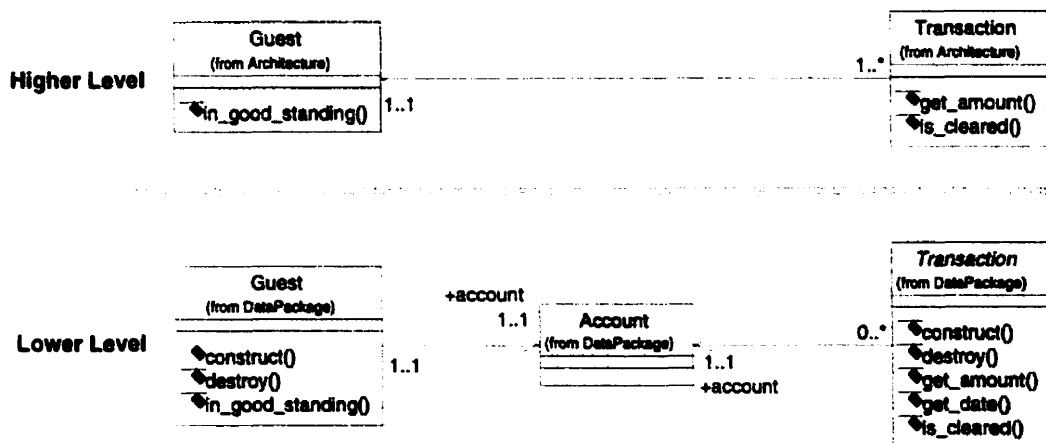 Higher Level
Guest
(from Architecture)
in_good_standing()
1..1
1..*
Transaction
(from Architecture)
get_amount()
is_cleared()
Lower Level
Guest
(from DataPackage)
construct()
destroy()
in_good_standing()
1..1
+account
1..1
Account
(from DataPackage)
1..1
+account
0..*
Transaction
(from DataPackage)
construct()
destroy()
get_amount()
get_date()
is_cleared()